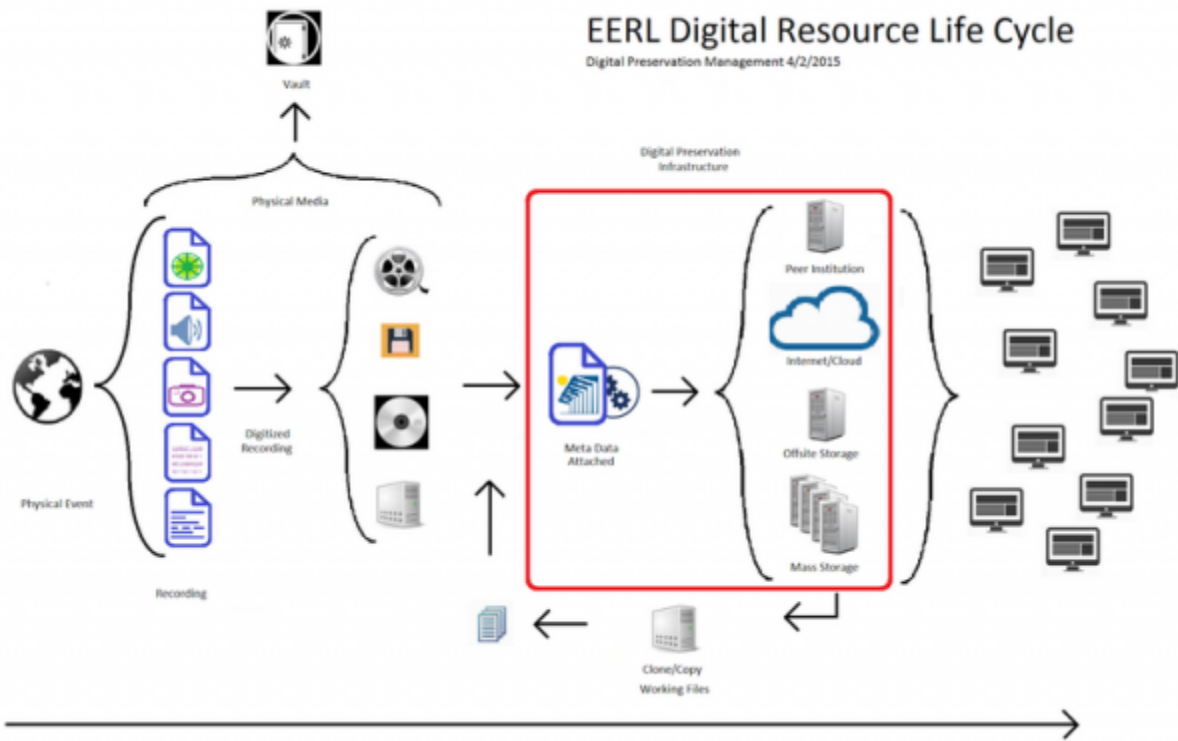 EERL Digital Resource Life Cycle
Digital Preservation Management 4/2/2015
Vault
Digital Preservation
Infrastructure
Physical Media
Peer Institution
Internet/Cloud
Digitized
Recording
Meta Data
Attached
Offsite Storage
Physical Event
Mass Storage
Recording
Clone/Copy
Working Files